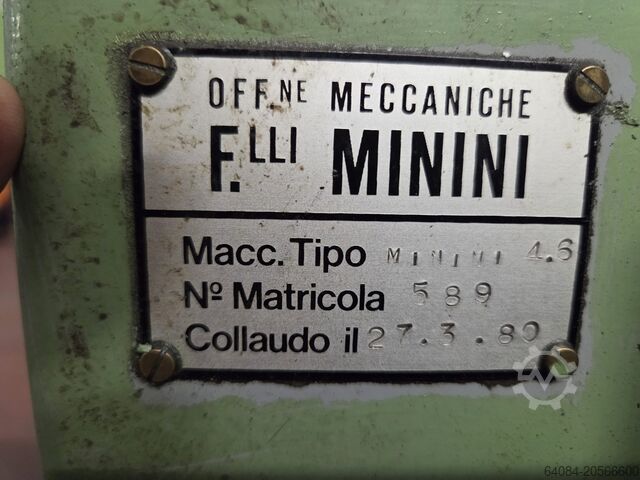 OFF.NE MECCANICHE
F.LLI MININI
Macc. Tipo MININI 4.6
Nº Matricola 589
Collaudo il 27.3.80
64084-20566600